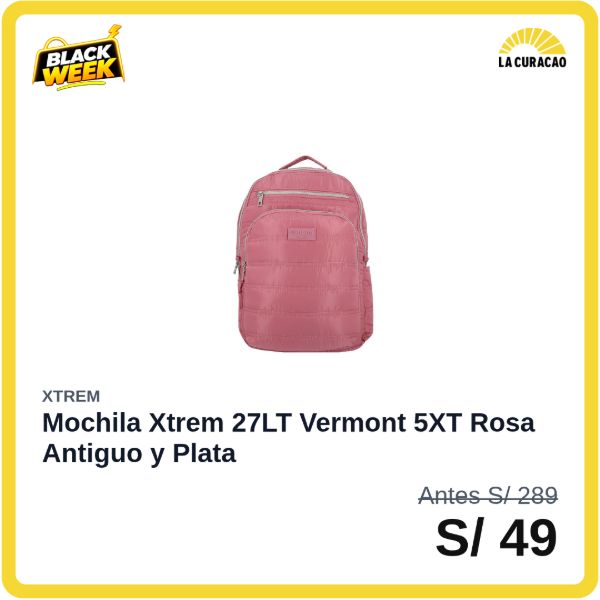 BLACK
WEEK
LA CURACAO
XTREM
Mochila Xtrem 27LT Vermont 5XT Rosa
Antiguo y Plata
Antes S/ 289
S/ 49